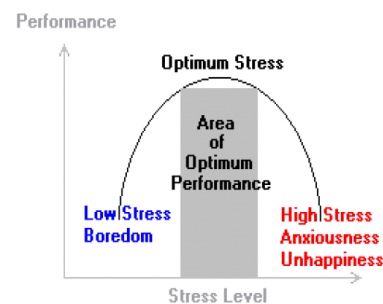 Performance
Optimum Stress
Area
of
Optimum
Performance
Low Stress
Boredom
High Stress
Anxiousness
Unhappiness
Stress Level